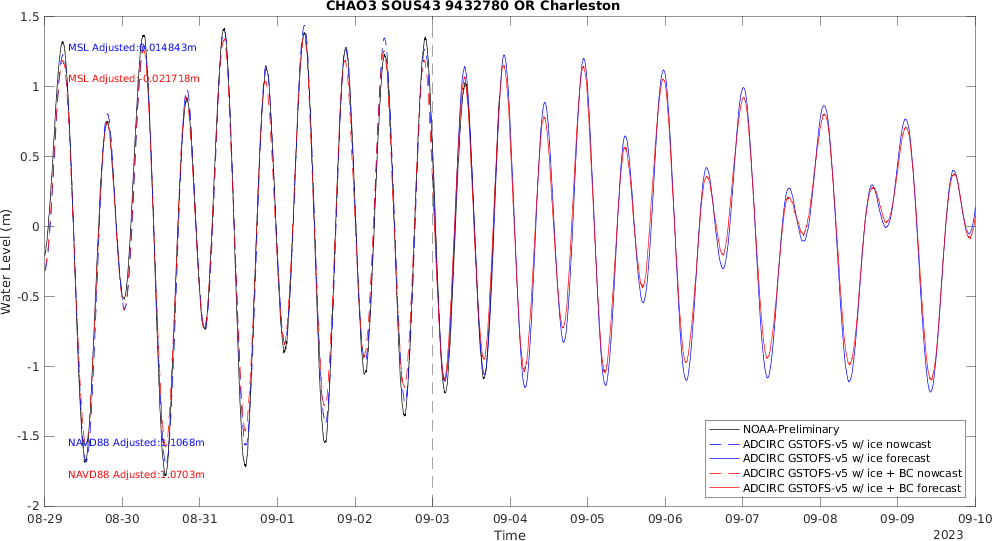 CHAO3 SOUS43 9432780 OR Charleston
1.5
1
0.5
0
-0.5
-1
-1.5
-2
Water Level (m)
MSL Adjusted:0.014843m
MSL Adjusted:-0.021718m
NAVD88 Adjusted:1.1068m
NAVD88 Adjusted:1.0703m
NOAA-Preliminary
ADCIRC GSTOFS-v5 w/ ice nowcast
ADCIRC GSTOFS-v5 w/ ice forecast
ADCIRC GSTOFS-v5 w/ ice + BC nowcast
ADCIRC GSTOFS-v5 w/ ice + BC forecast
08-29 08-30 08-31 09-01 09-02 09-03 09-04 09-05 09-06 09-07 09-08 09-09 09-10
Time
2023